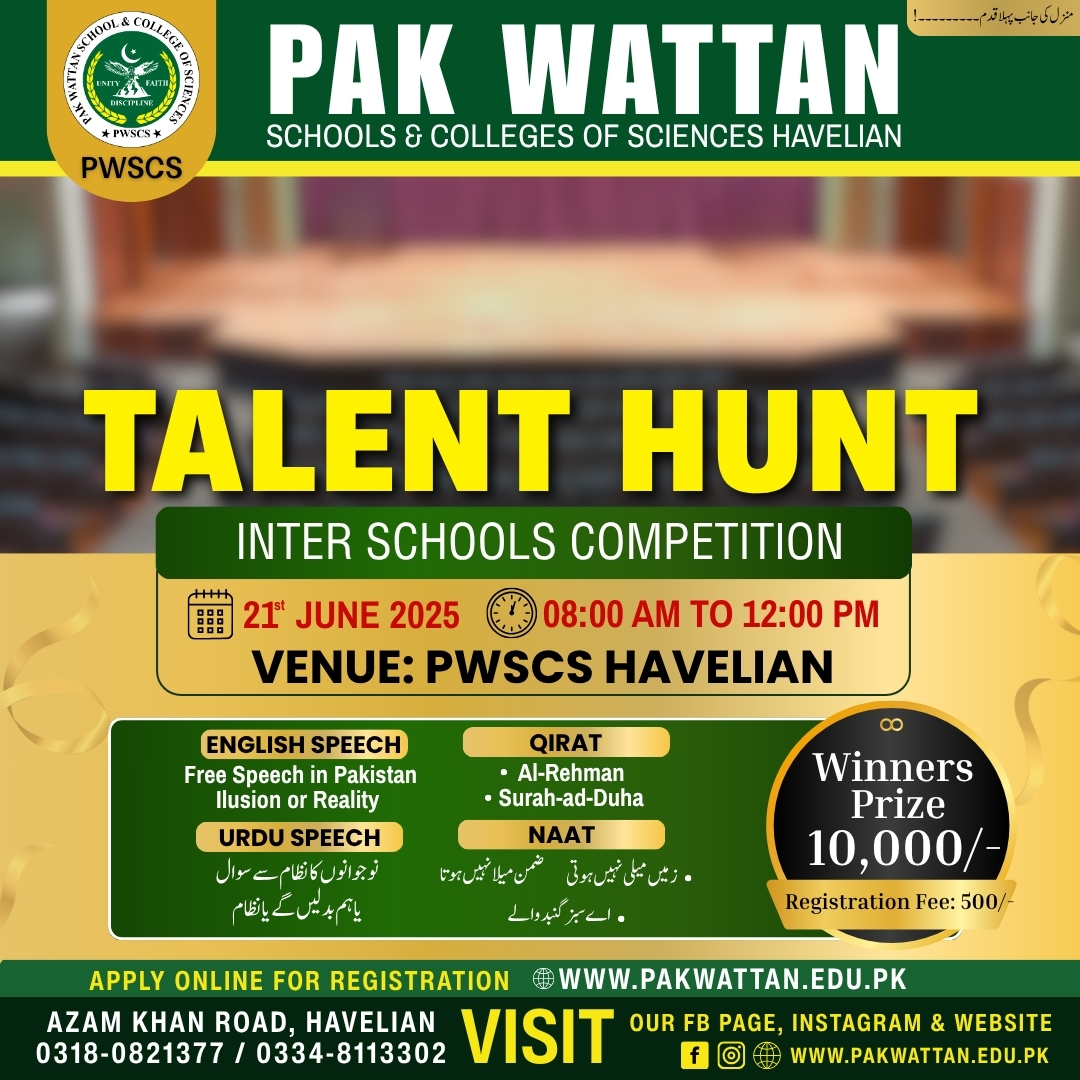 منزل کی جانب پہلا قدم---------!
PAK WATTAN SCHOOL & COLLEGE OF SCIENCES
UNITY FAITH
DISCIPLINE
★ PWSCS ★
PWSCS
PAK WATTAN
SCHOOLS & COLLEGES OF SCIENCES HAVELIAN
TALENT HUNT
INTER SCHOOLS COMPETITION
21st JUNE 2025 08:00 AM TO 12:00 PM
VENUE: PWSCS HAVELIAN
ENGLISH SPEECH
Free Speech in Pakistan
Ilusion or Reality
URDU SPEECH
نوجوانوں کا نظام سے سوال
یا ہم بدلیں گے یا نظام
QIRAT
• Al-Rehman
• Surah-ad-Duha
NAAT
• زمیں میلی نہیں ہوتی ضمن میلا نہیں ہوتا
• اے سبز گنبد والے
Winners
Prize
10,000/-
Registration Fee: 500/-
APPLY ONLINE FOR REGISTRATION WWW.PAKWATTAN.EDU.PK
AZAM KHAN ROAD, HAVELIAN
0318-0821377 / 0334-8113302
VISIT
OUR FB PAGE, INSTAGRAM & WEBSITE
WWW.PAKWATTAN.EDU.PK